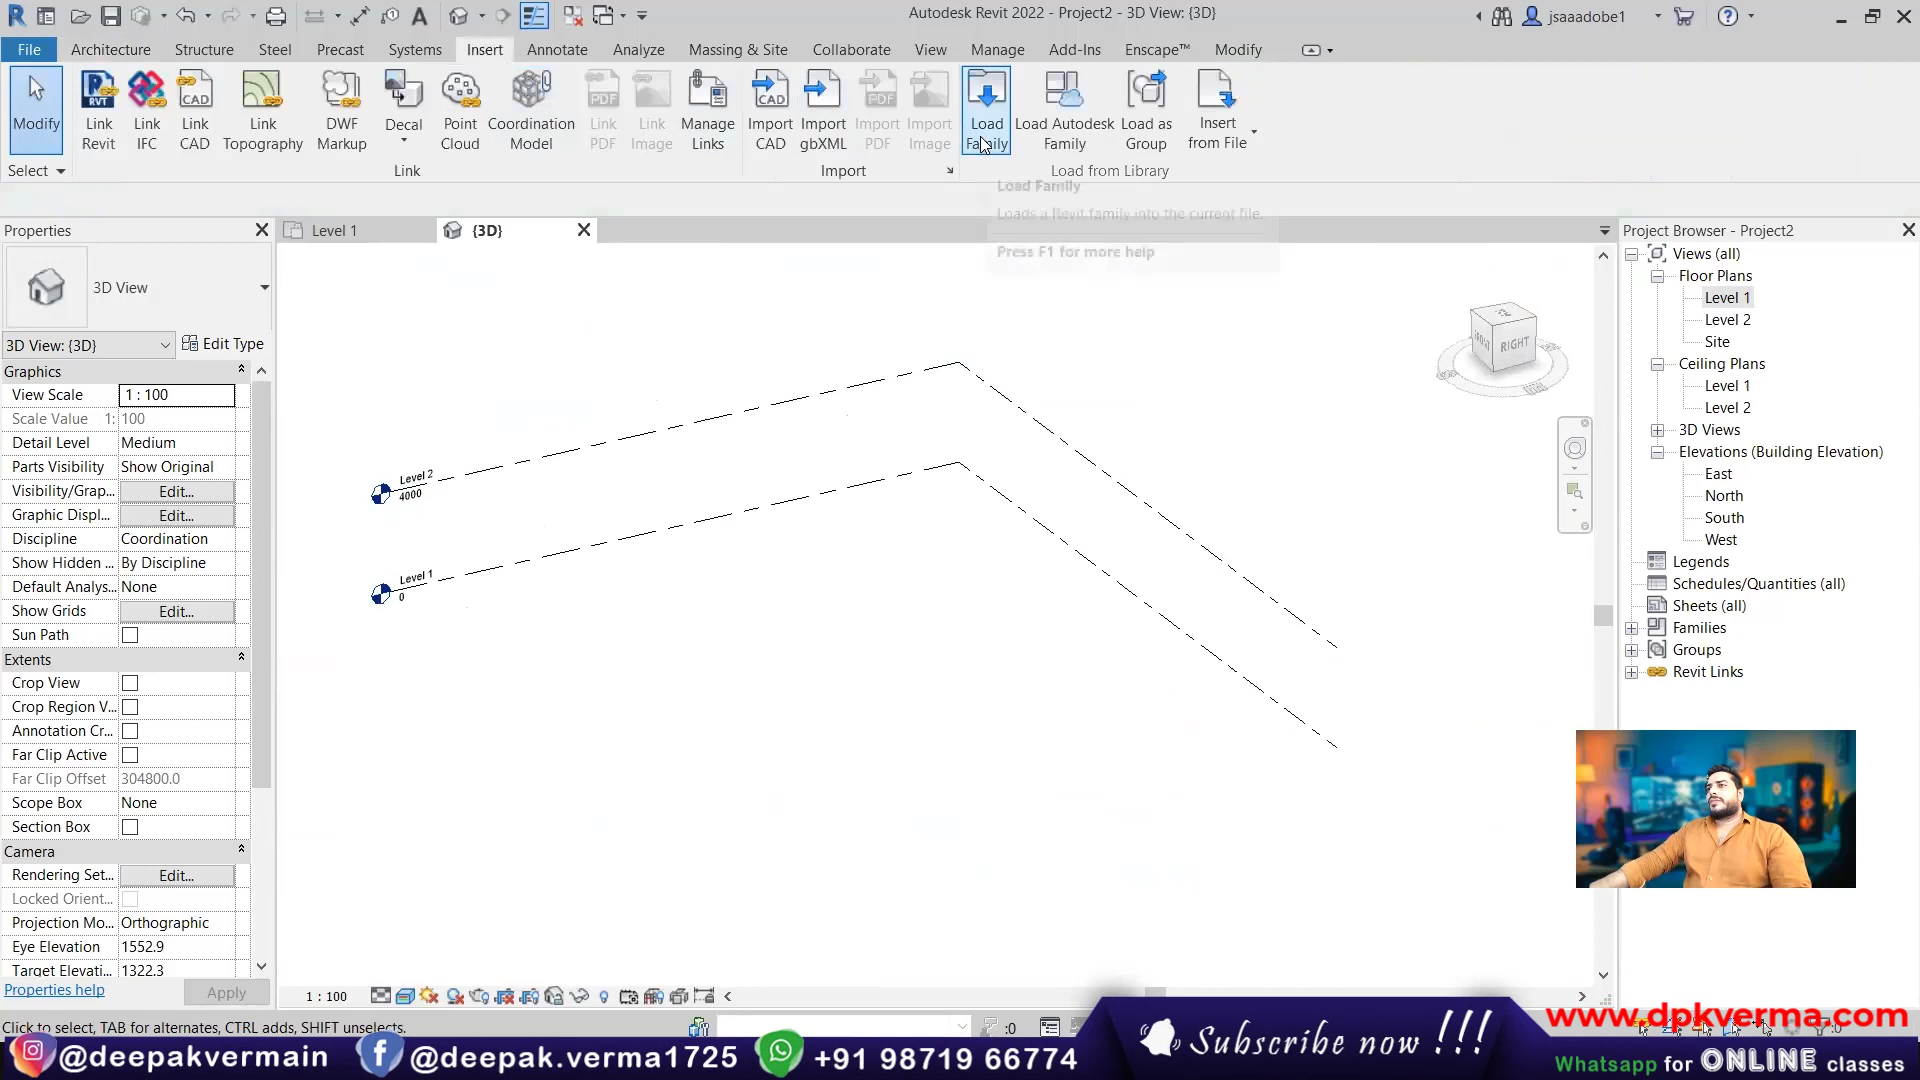 Autodesk Revit 2022 - Project2 - 3D View: {3D}
jsaaadobe1
File Architecture Structure Steel Precast Systems Insert Annotate Analyze Massing & Site Collaborate View Manage Add-Ins Enscape™ Modify
Modify
Link Revit
Link IFC
Link CAD
Link Topography
DWF Markup
Decal
Point Cloud
Coordination Model
Link PDF
Link Image
Manage Links
Import CAD
Import gbXML
Import PDF
Import Image
Load Family
Load Autodesk Family
Load as Group
Insert from File
Select
Link
Import
Load from Library
Load Family
Loads a Revit family into the current file.
Press F1 for more help
Properties
3D View
3D View: {3D}
Edit Type
Graphics
View Scale 1 : 100
Scale Value 1: 100
Detail Level Medium
Parts Visibility Show Original
Visibility/Grap... Edit...
Graphic Displ... Edit...
Discipline Coordination
Show Hidden ... By Discipline
Default Analys... None
Show Grids Edit...
Sun Path
Extents
Crop View
Crop Region V...
Annotation Cr...
Far Clip Active
Far Clip Offset 304800.0
Scope Box None
Section Box
Camera
Rendering Set... Edit...
Locked Orient...
Projection Mo... Orthographic
Eye Elevation 1552.9
Target Elevati... 1322.3
Properties help
Apply
Level 1
{3D}
Level 2
4000
Level 1
0
RIGHT
1 : 100
Project Browser - Project2
Views (all)
Floor Plans
Level 1
Level 2
Site
Ceiling Plans
Level 1
Level 2
3D Views
Elevations (Building Elevation)
East
North
South
West
Legends
Schedules/Quantities (all)
Sheets (all)
Families
Groups
Revit Links
Click to select, TAB for alternates, CTRL adds, SHIFT unselects.
:0
:0
@deepakvermain
@deepak.verma1725
+91 98719 66774
Subscribe now !!!
www.dpkverma.com
Whatsapp for ONLINE classes